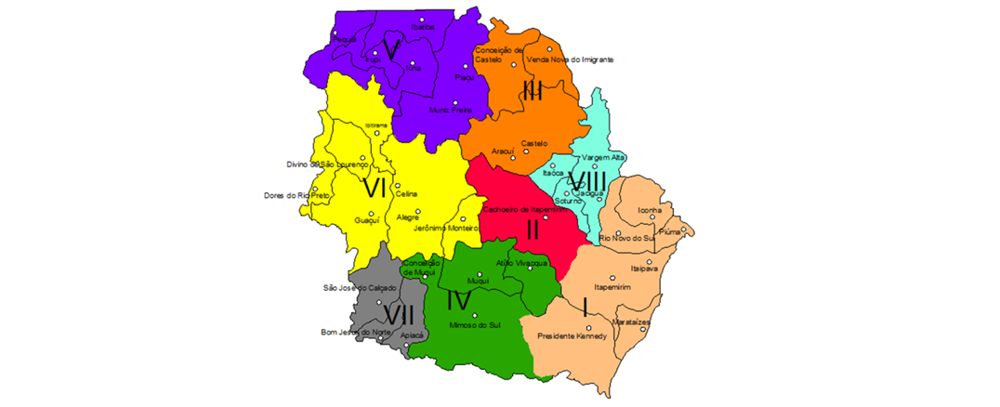 Ibatiba
Pequiá
V
Irupi
Iúna
Piaçu
Muniz Freire
Conceição de
Castelo
Venda Nova do Imigrante
III
Castelo
Aracuí
Ibitirama
Divino de São Lourenço
Dores do Rio Preto
VI
Celina
Guaçuí
Alegre
Jerônimo Monteiro
Vargem Alta
Itaóca
VIII
Jaciguá
Soturno
Cachoeiro de Itapemirim
II
Iconha
Piúma
Rio Novo do Sul
Itaipava
Itapemirim
I
Marataízes
Presidente Kennedy
Conceição
de Muqui
Atílio Vivacqua
Muqui
IV
Mimoso do Sul
São José do Calçado
VII
Bom Jesus do Norte
Apiacá